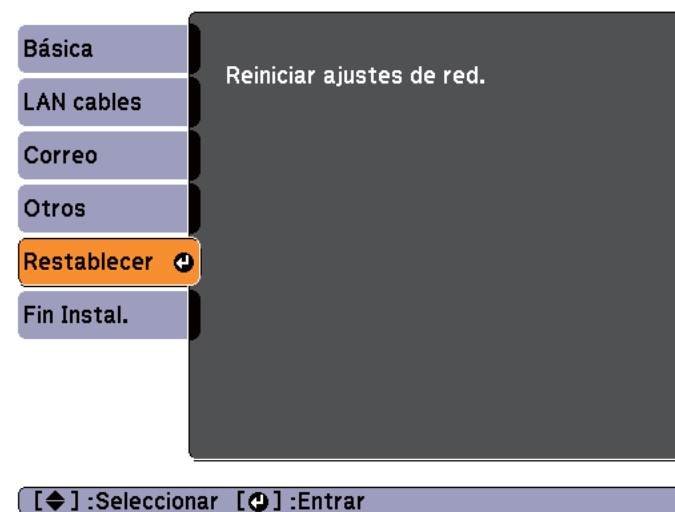 Básica
LAN cables
Correo
Otros
Restablecer
Fin Instal.
Reiniciar ajustes de red.
[◆] :Seleccionar [⏎] :Entrar